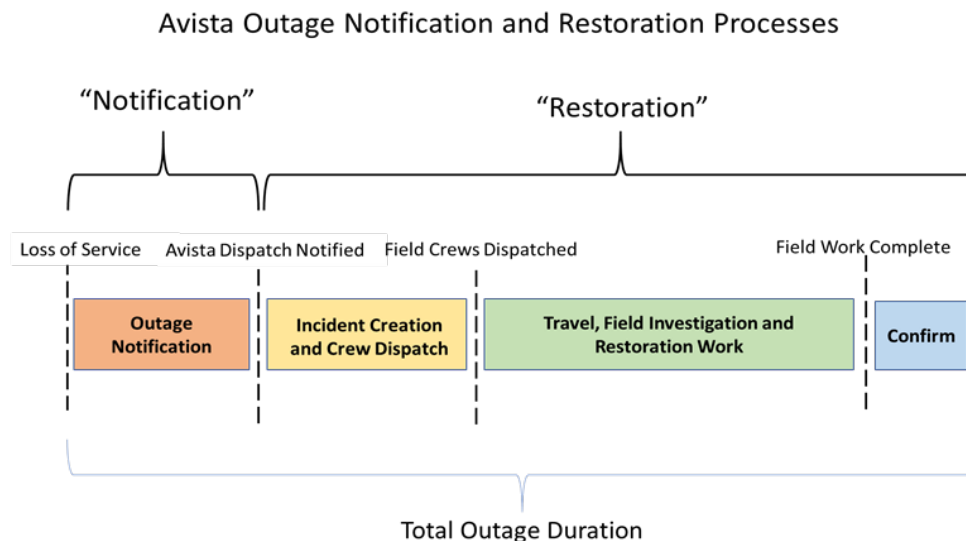 Avista Outage Notification and Restoration Processes
“Notification”
“Restoration”
Loss of Service
Avista Dispatch Notified
Field Crews Dispatched
Field Work Complete
Outage
Notification
Incident Creation
and Crew Dispatch
Travel, Field Investigation and
Restoration Work
Confirm
Total Outage Duration